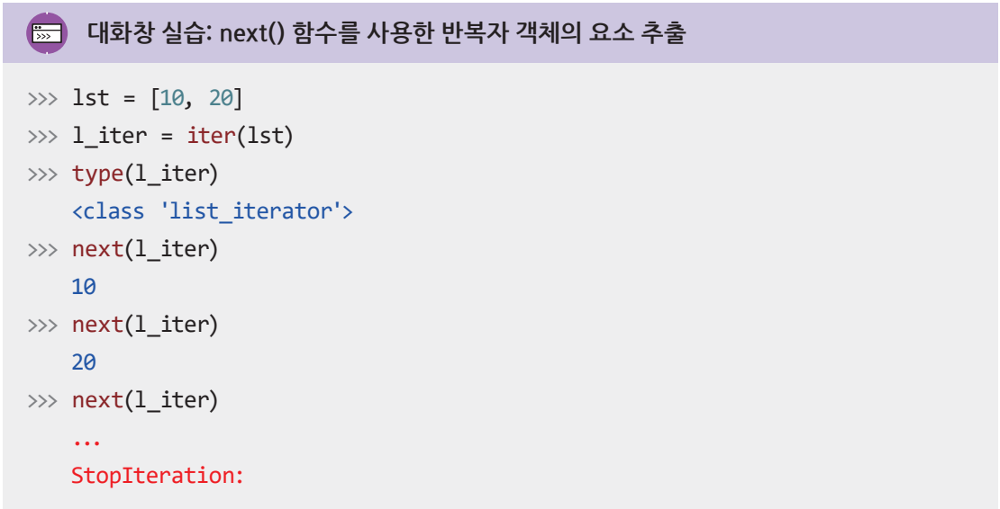 대화창 실습: next() 함수를 사용한 반복자 객체의 요소 추출
>>> lst = [10, 20]
>>> l_iter = iter(lst)
>>> type(l_iter)
<class 'list_iterator'>
>>> next(l_iter)
10
>>> next(l_iter)
20
>>> next(l_iter)
...
StopIteration: